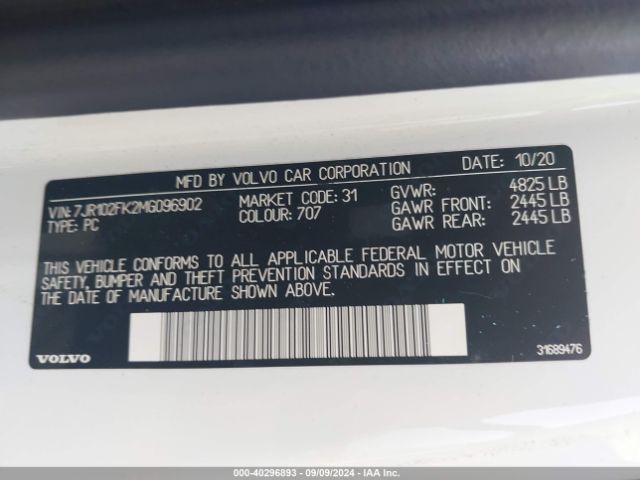 MFD BY VOLVO CAR CORPORATION DATE: 10/20
VIN: 7JR102FK2MG096902 MARKET CODE: 31 GVWR: 4825 LB
TYPE: PC COLOUR: 707 GAWR FRONT: 2445 LB
GAWR REAR: 2445 LB
THIS VEHICLE CONFORMS TO ALL APPLICABLE FEDERAL MOTOR VEHICLE
SAFETY, BUMPER AND THEFT PREVENTION STANDARDS IN EFFECT ON
THE DATE OF MANUFACTURE SHOWN ABOVE.
VOLVO 31689476
000-40296893 - 09/09/2024 - IAA Inc.